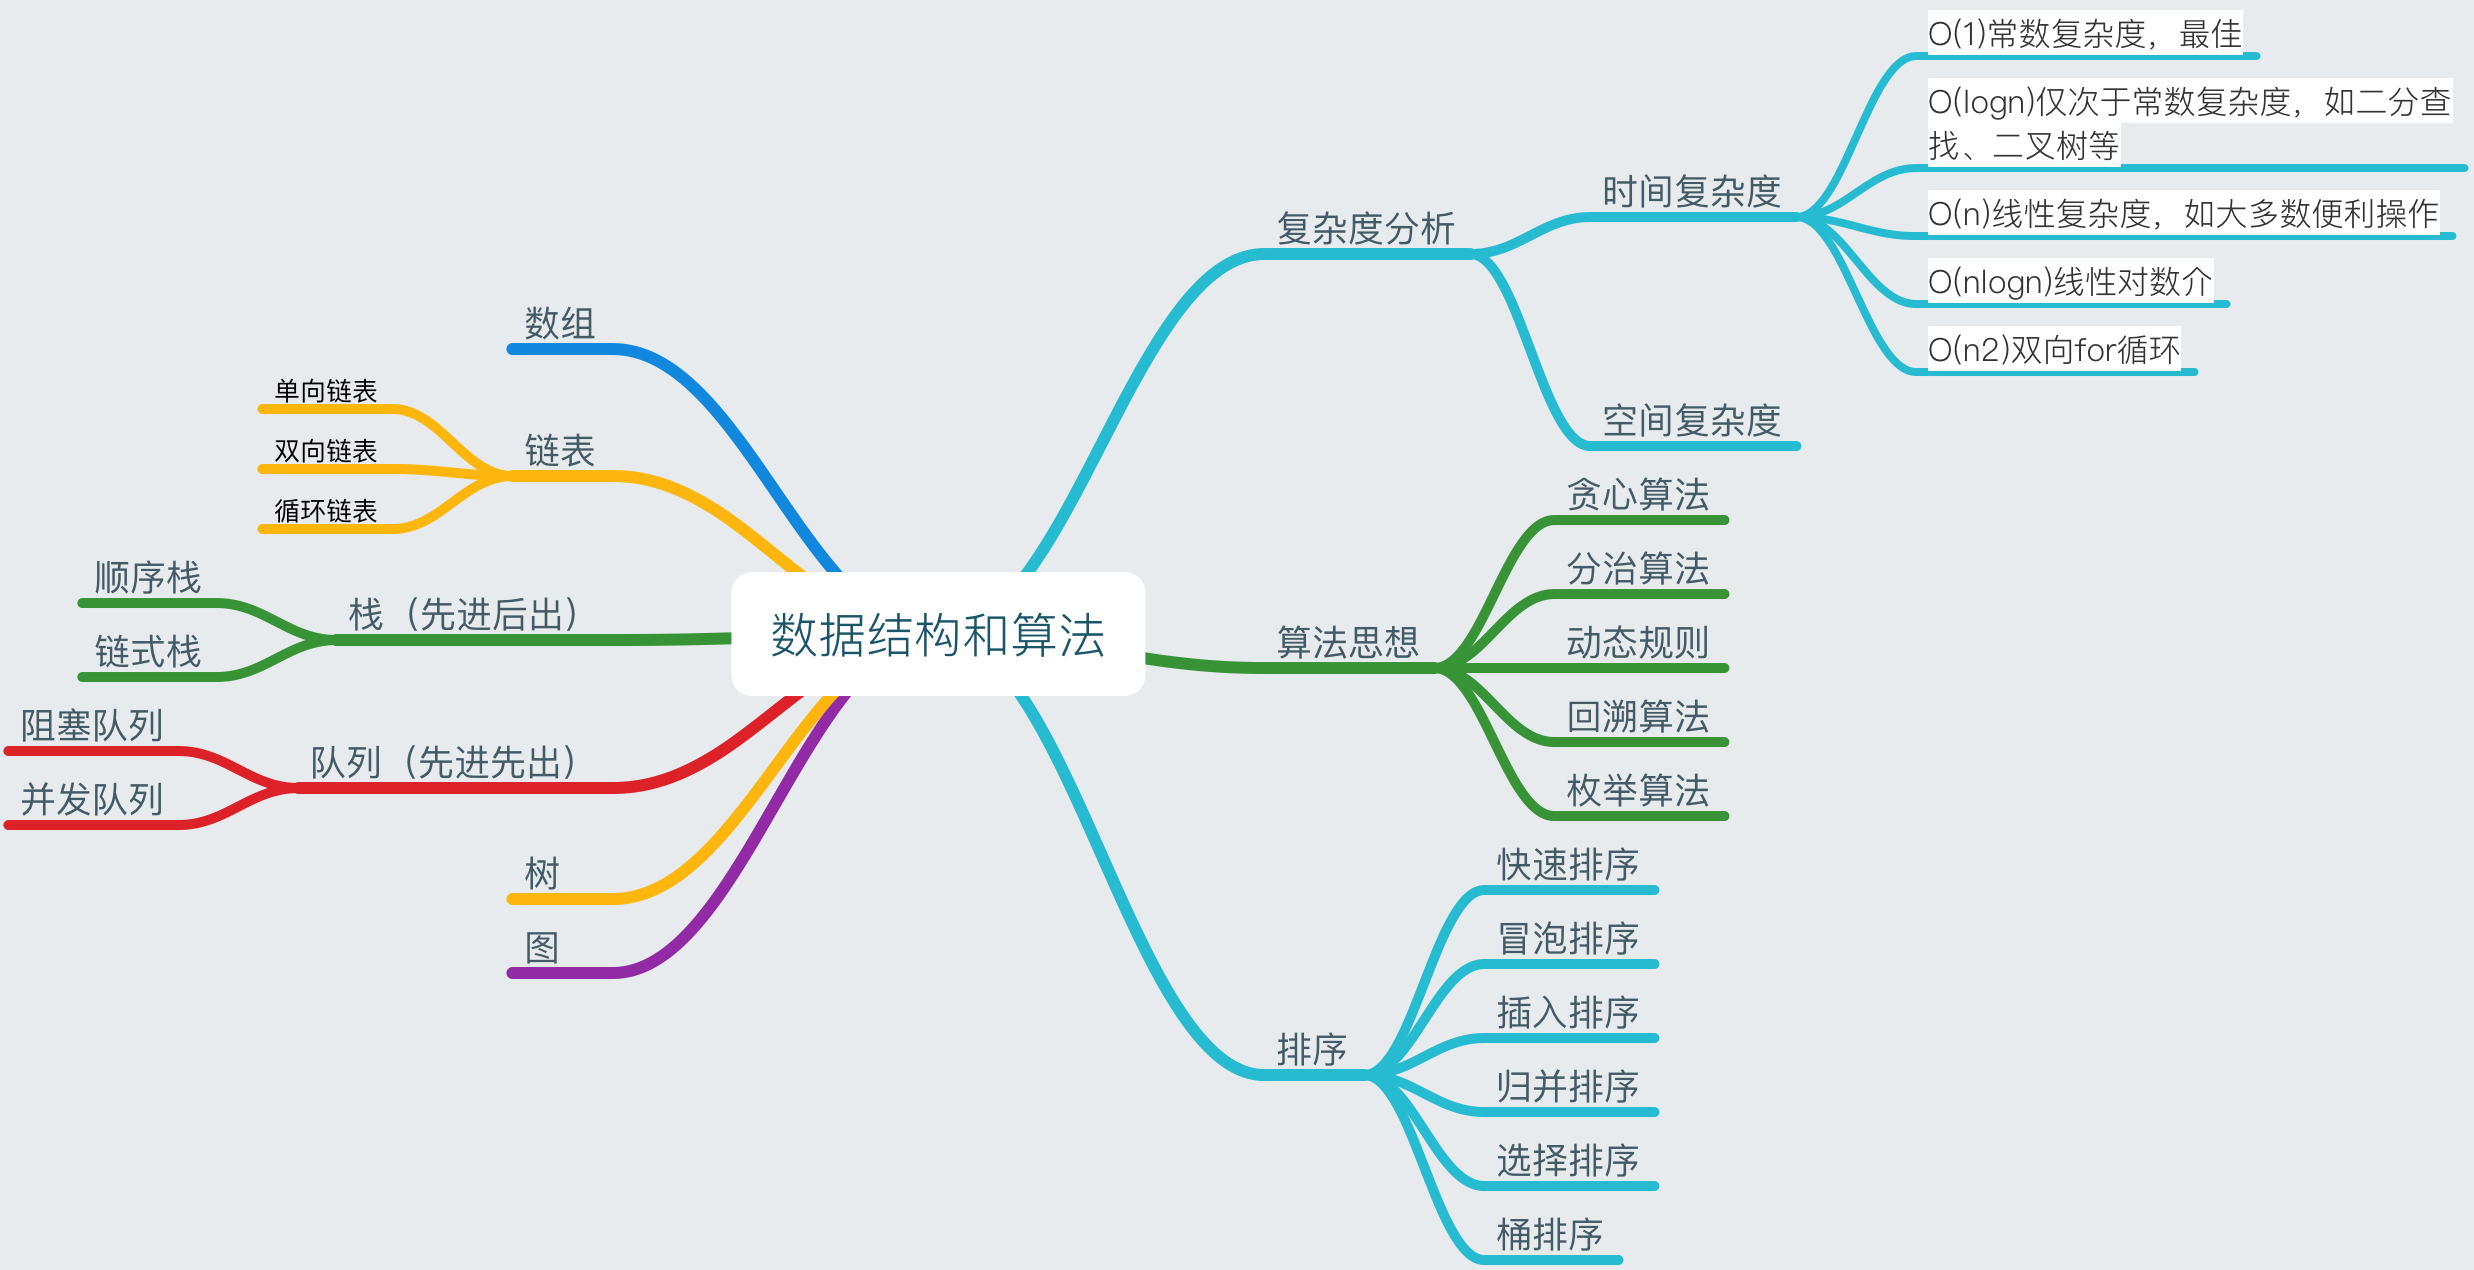 数据结构和算法
复杂度分析
时间复杂度
O(1)常数复杂度，最佳
O(logn)仅次于常数复杂度，如二分查
找、二叉树等
O(n)线性复杂度，如大多数便利操作
O(nlogn)线性对数介
O(n2)双向for循环
空间复杂度
算法思想
贪心算法
分治算法
动态规则
回溯算法
枚举算法
排序
快速排序
冒泡排序
插入排序
归并排序
选择排序
桶排序
数组
链表
单向链表
双向链表
循环链表
栈（先进后出）
顺序栈
链式栈
队列（先进先出）
阻塞队列
并发队列
树
图